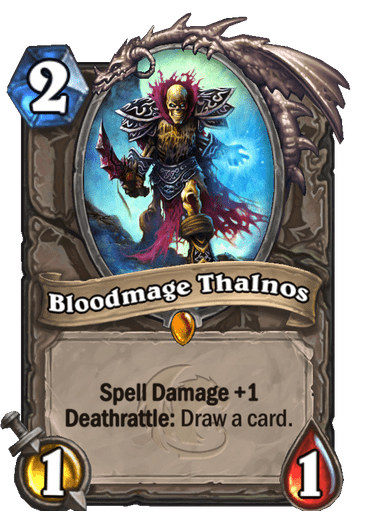 2
Bloodmage Thalnos
Spell Damage +1
Deathrattle: Draw a card.
1
1